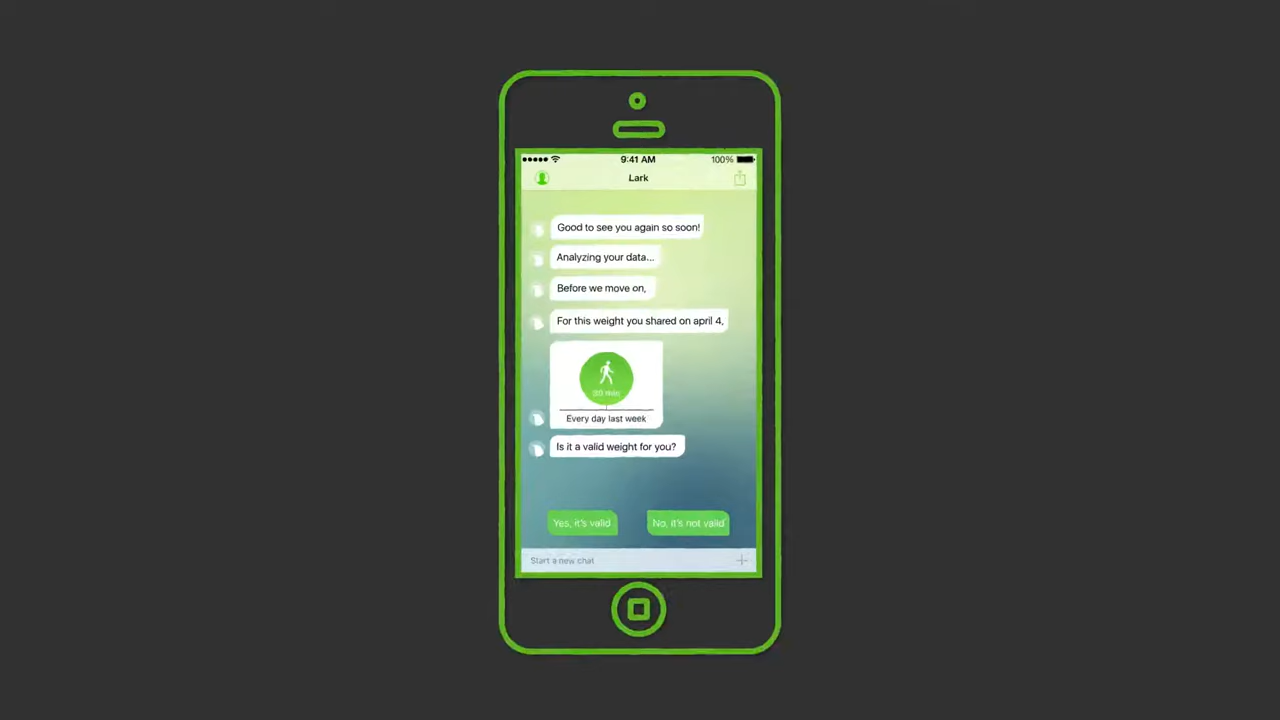 9:41 AM 100%
Lark
Good to see you again so soon!
Analyzing your data...
Before we move on,
For this weight you shared on april 4,
Every day last week
Is it a valid weight for you?
Yes, it's valid No, it's not valid
Start a new chat